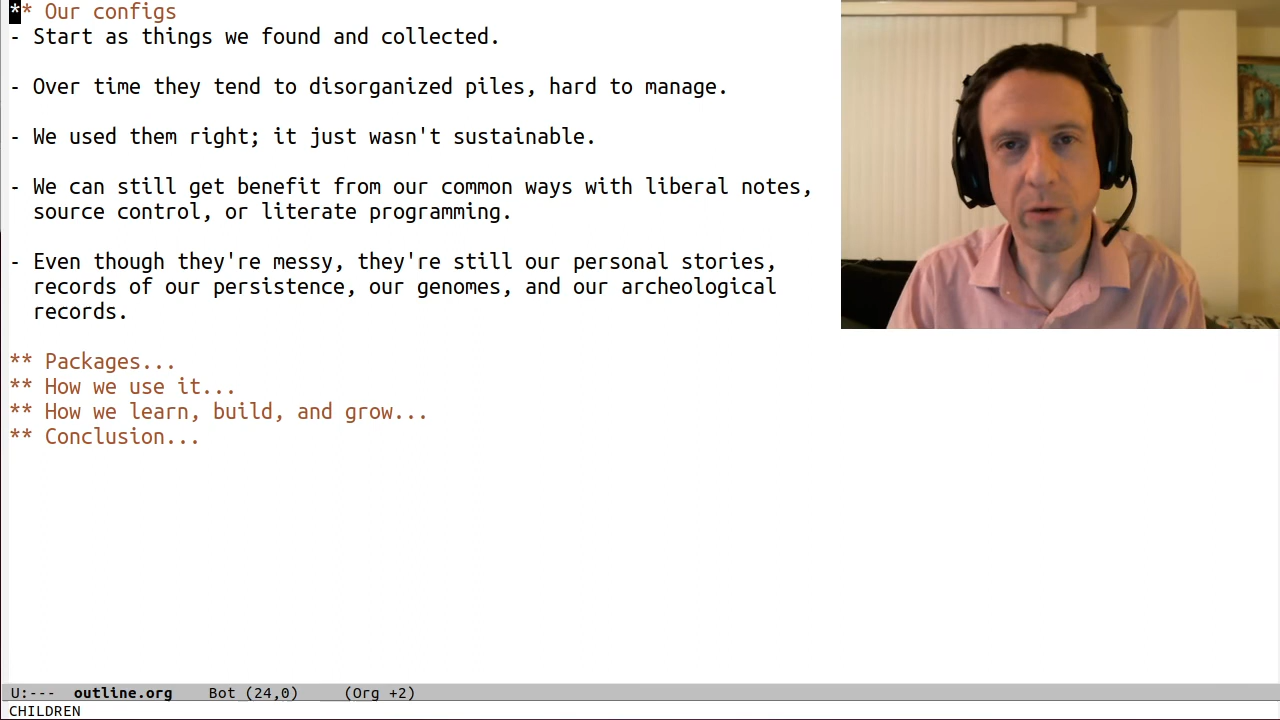 ** Our configs
- Start as things we found and collected.
- Over time they tend to disorganized piles, hard to manage.
- We used them right; it just wasn't sustainable.
- We can still get benefit from our common ways with liberal notes,
source control, or literate programming.
- Even though they're messy, they're still our personal stories,
records of our persistence, our genomes, and our archeological
records.
** Packages...
** How we use it...
** How we learn, build, and grow...
** Conclusion...
U:--- outline.org Bot (24,0) (Org +2)
CHILDREN